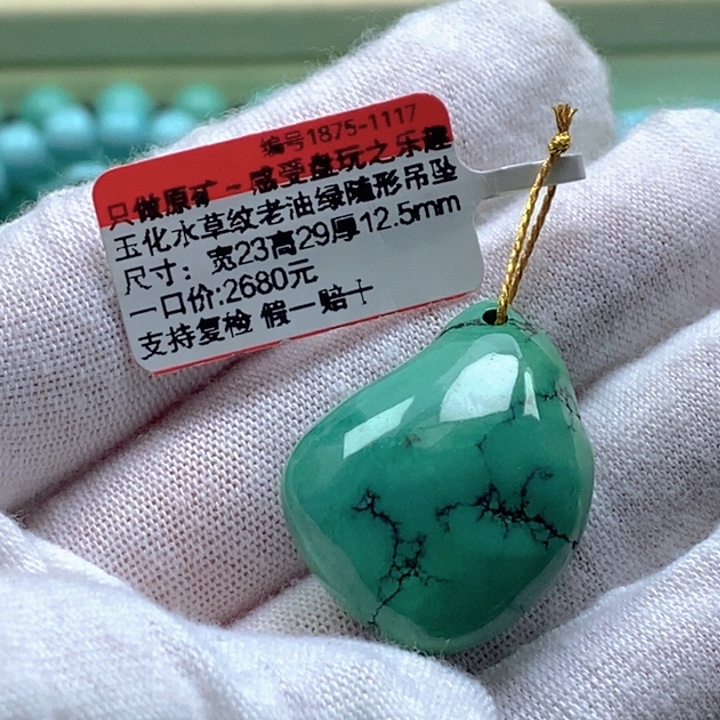 编号1875-1117
只做原矿~感受盘玩之乐趣
玉化水草纹老油绿随形吊坠
尺寸：宽23高29厚12.5mm
一口价:2680元
支持复检 假一赔十